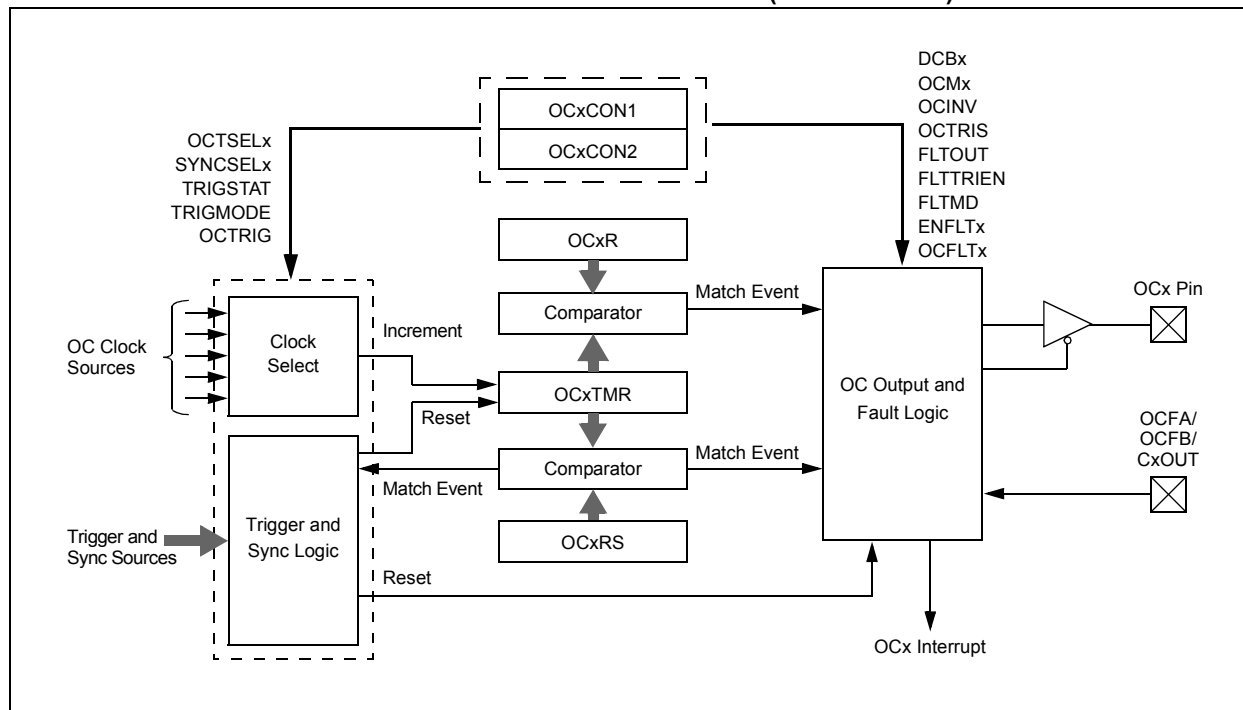 DCBx
OCMx
OCINV
OCTRIS
FLTOUT
FLTTRIEN
FLTMD
ENFLTx
OCFLTx
OCxCON1
OCxCON2
OCTSELx
SYNCSELx
TRIGSTAT
TRIGMODE
OCTRIG
OCxR
Match Event
OCx Pin
Comparator
Increment
OC Clock
Sources
Clock
Select
OC Output and
Fault Logic
OCxTMR
Reset
OCFA/
OCFB/
CxOUT
Match Event
Comparator
Match Event
Trigger and
Sync Sources
Trigger and
Sync Logic
OCxRS
Reset
OCx Interrupt